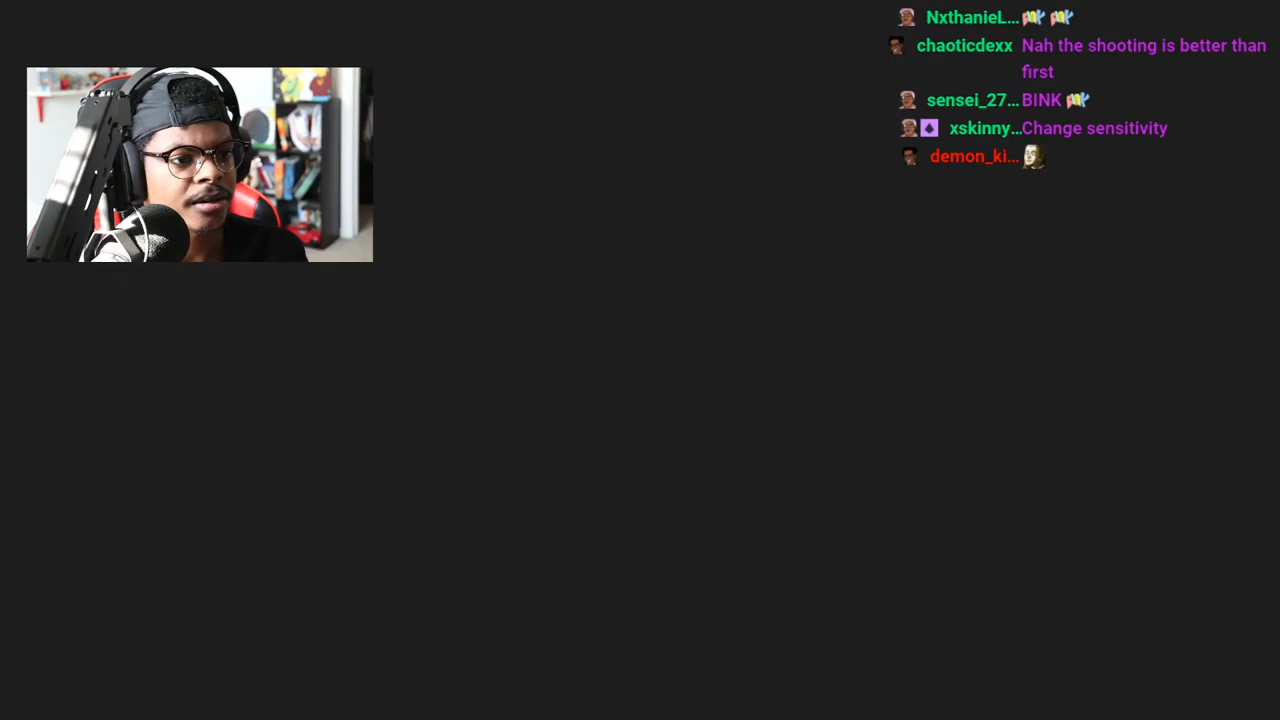 NxthanieL...
chaoticdexx Nah the shooting is better than
first
sensei_27... BINK
xskinny... Change sensitivity
demon_ki...